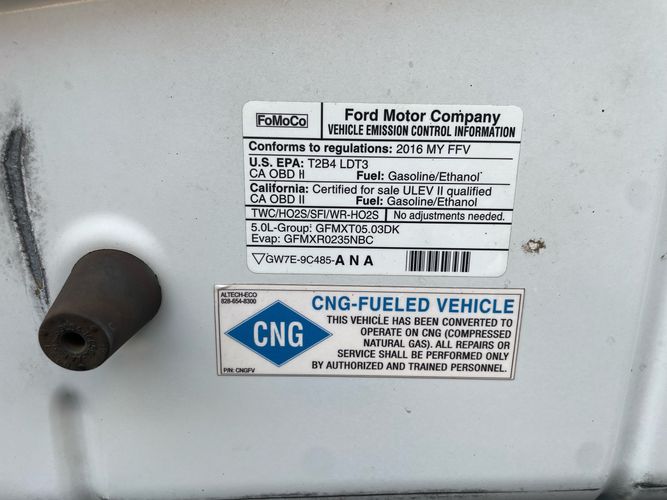 FoMoCo
Ford Motor Company
VEHICLE EMISSION CONTROL INFORMATION
Conforms to regulations: 2016 MY FFV
U.S. EPA: T2B4 LDT3
CA OBD II Fuel: Gasoline/Ethanol
California: Certified for sale ULEV II qualified
CA OBD II Fuel: Gasoline/Ethanol
TWC/HO2S/SFI/WR-HO2S No adjustments needed.
5.0L-Group: GFMXT05.03DK
Evap: GFMXR0235NBC
GW7E-9C485-A N A
ALTECH-ECO
828-654-8300
CNG
P/N: CNGFV
CNG-FUELED VEHICLE
THIS VEHICLE HAS BEEN CONVERTED TO
OPERATE ON CNG (COMPRESSED
NATURAL GAS). ALL REPAIRS OR
SERVICE SHALL BE PERFORMED ONLY
BY AUTHORIZED AND TRAINED PERSONNEL.